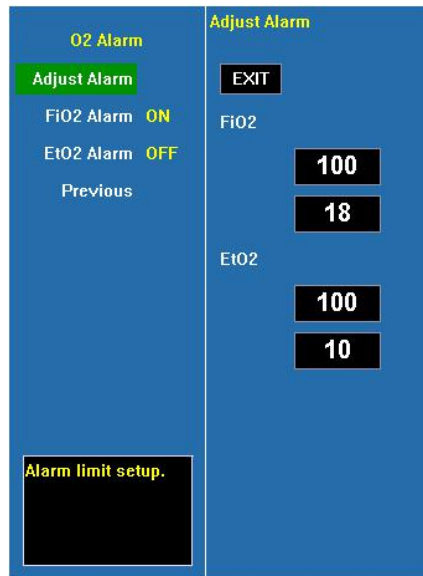 O2 Alarm
Adjust Alarm
FiO2 Alarm ON
EtO2 Alarm OFF
Previous
Alarm limit setup.
Adjust Alarm
EXIT
FiO2
100
18
EtO2
100
10